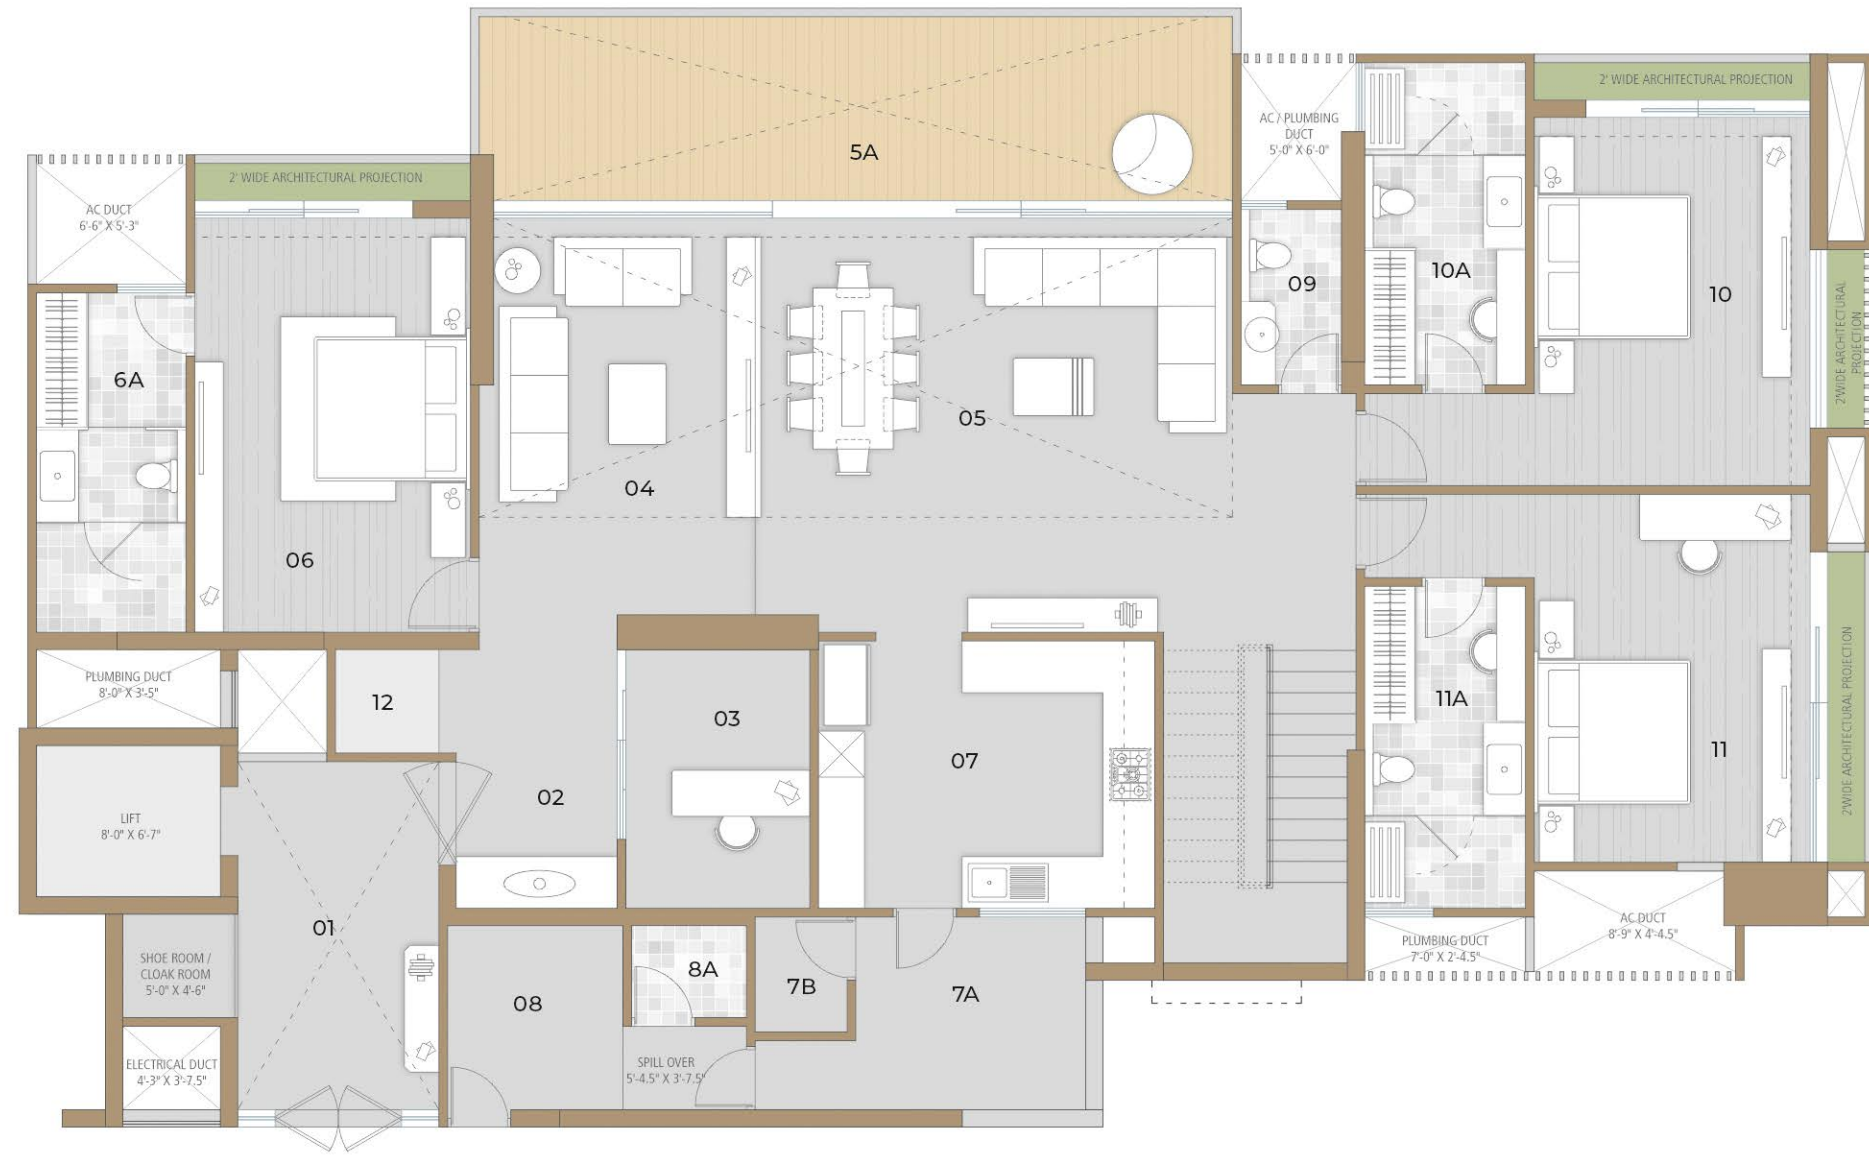 2' WIDE ARCHITECTURAL PROJECTION
AC / PLUMBING
DUCT
5'-0" X 6'-0"
5A
2' WIDE ARCHITECTURAL PROJECTION
AC DUCT
6'-6" X 5'-3"
09
10A
10
2'WIDE ARCHITECTURAL
PROJECTION
6A
05
04
06
PLUMBING DUCT
8'-0" X 3'-5"
12
03
11A
11
2'WIDE ARCHITECTURAL PROJECTION
07
02
LIFT
8'-0" X 6'-7"
01
AC DUCT
8'-9" X 4'-4.5"
PLUMBING DUCT
7'-0" X 2'-4.5"
SHOE ROOM /
CLOAK ROOM
5'-0" X 4'-6"
8A
7B
7A
08
ELECTRICAL DUCT
4'-3" X 3'-7.5"
SPILL OVER
5'-4.5" X 3'-7.5"